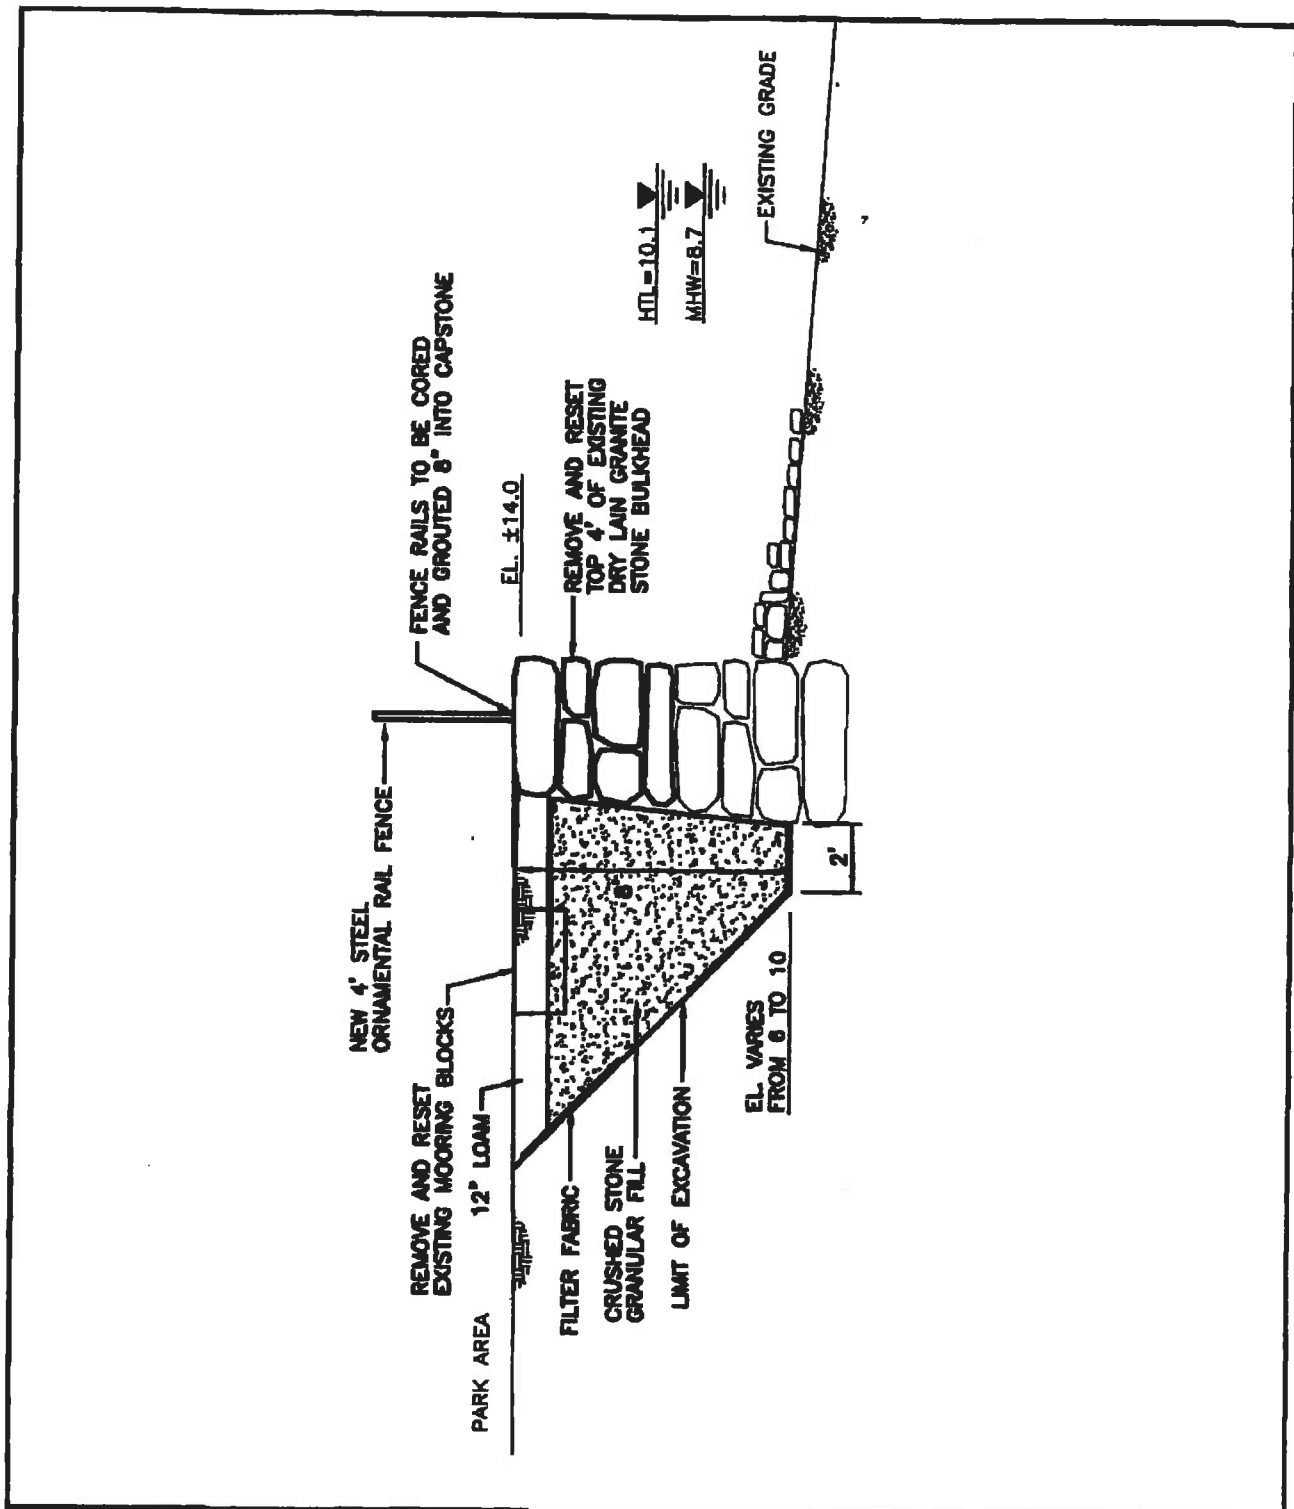 NEW 4' STEEL
ORNAMENTAL RAIL FENCE
FENCE RAILS TO BE CORED
AND GROUTED 8" INTO CAPSTONE
REMOVE AND RESET
EXISTING MOORING BLOCKS
PARK AREA
12" LOAM
EL. ±14.0
REMOVE AND RESET
TOP 4' OF EXISTING
DRY LAIN GRANITE
STONE BULKHEAD
HTL=10.1
MHW=8.7
EXISTING GRADE
FILTER FABRIC
CRUSHED STONE
GRANULAR FILL
LIMIT OF EXCAVATION
8'
EL. VARIES
FROM 6 TO 10
2'